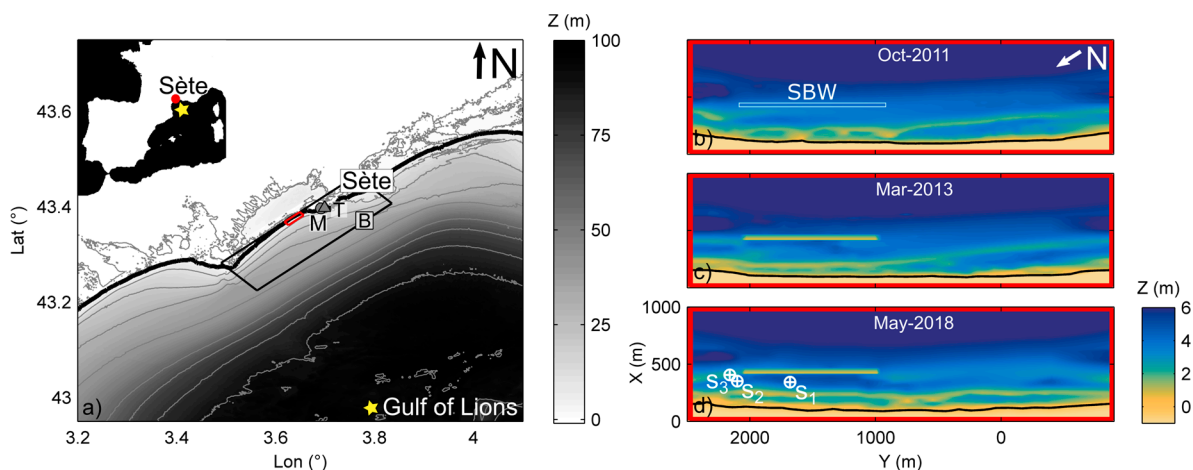 Z (m)
100
75
50
25
0
N
Sète
Sète
T
M
B
a)
Gulf of Lions
Lat (°)
43.6
43.4
43.2
43
3.2
3.4
3.6
3.8
4
Lon (°)
Oct-2011
N
SBW
b)
Mar-2013
c)
May-2018
S3
S2
S1
d)
X (m)
1000
500
0
2000
1000
0
Y (m)
Z (m)
6
4
2
0